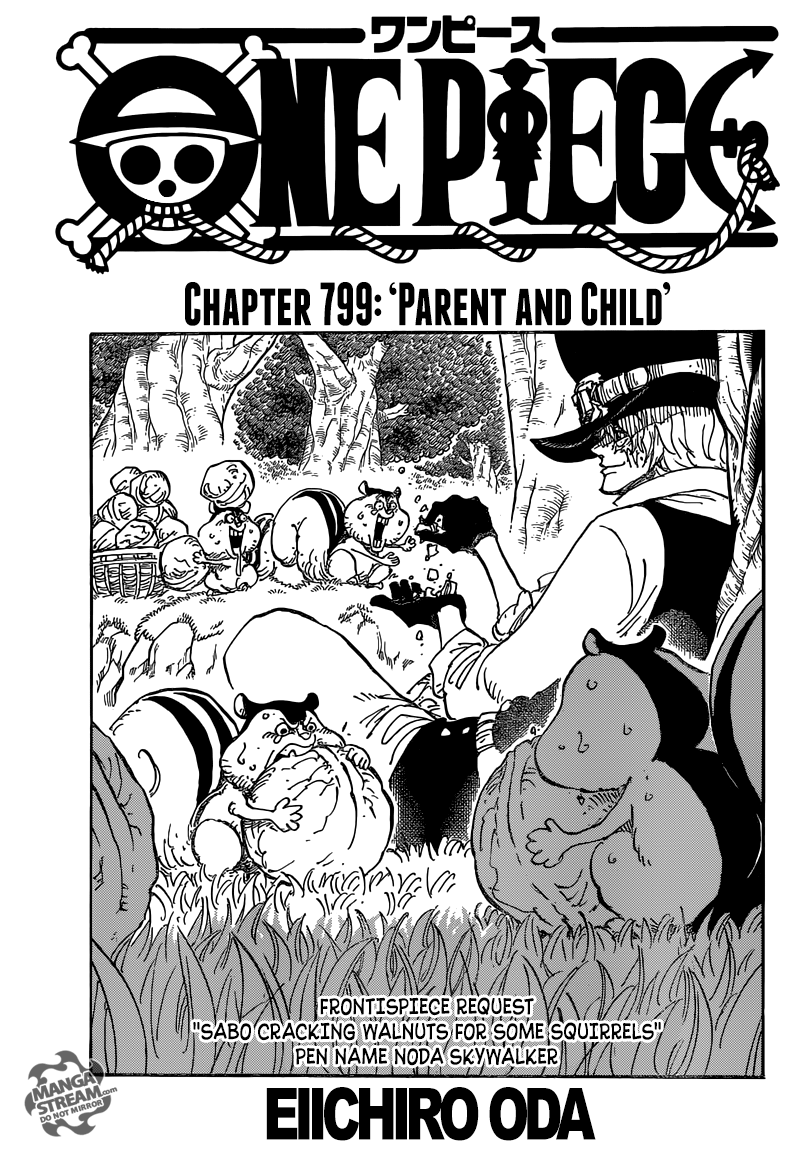 ワンピース
ONE PIECE
CHAPTER 799: ‘PARENT AND CHILD’
FRONTISPIECE REQUEST
"SABO CRACKING WALNUTS FOR SOME SQUIRRELS"
PEN NAME NODA SKYWALKER
MANGA
STREAM.com
DO NOT MIRROR
EIICHIRO ODA